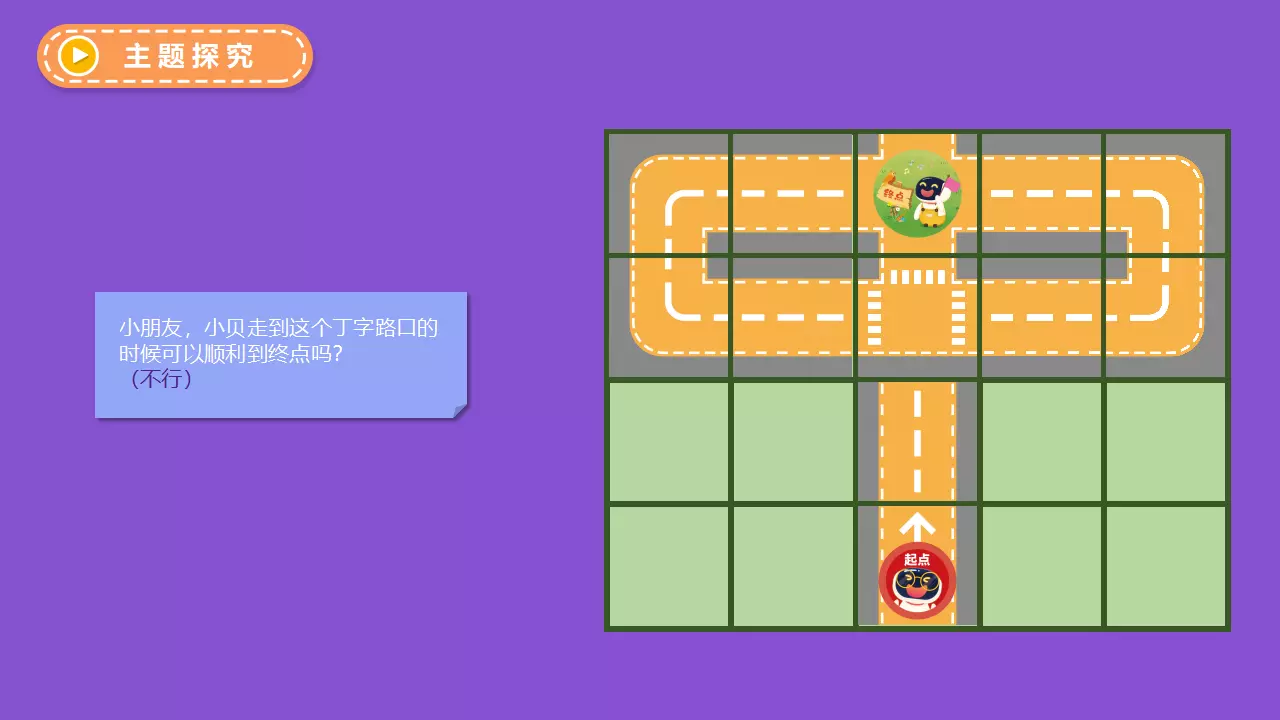 主题探究
小朋友，小贝走到这个丁字路口的
时候可以顺利到终点吗?
（不行）
终点
起点